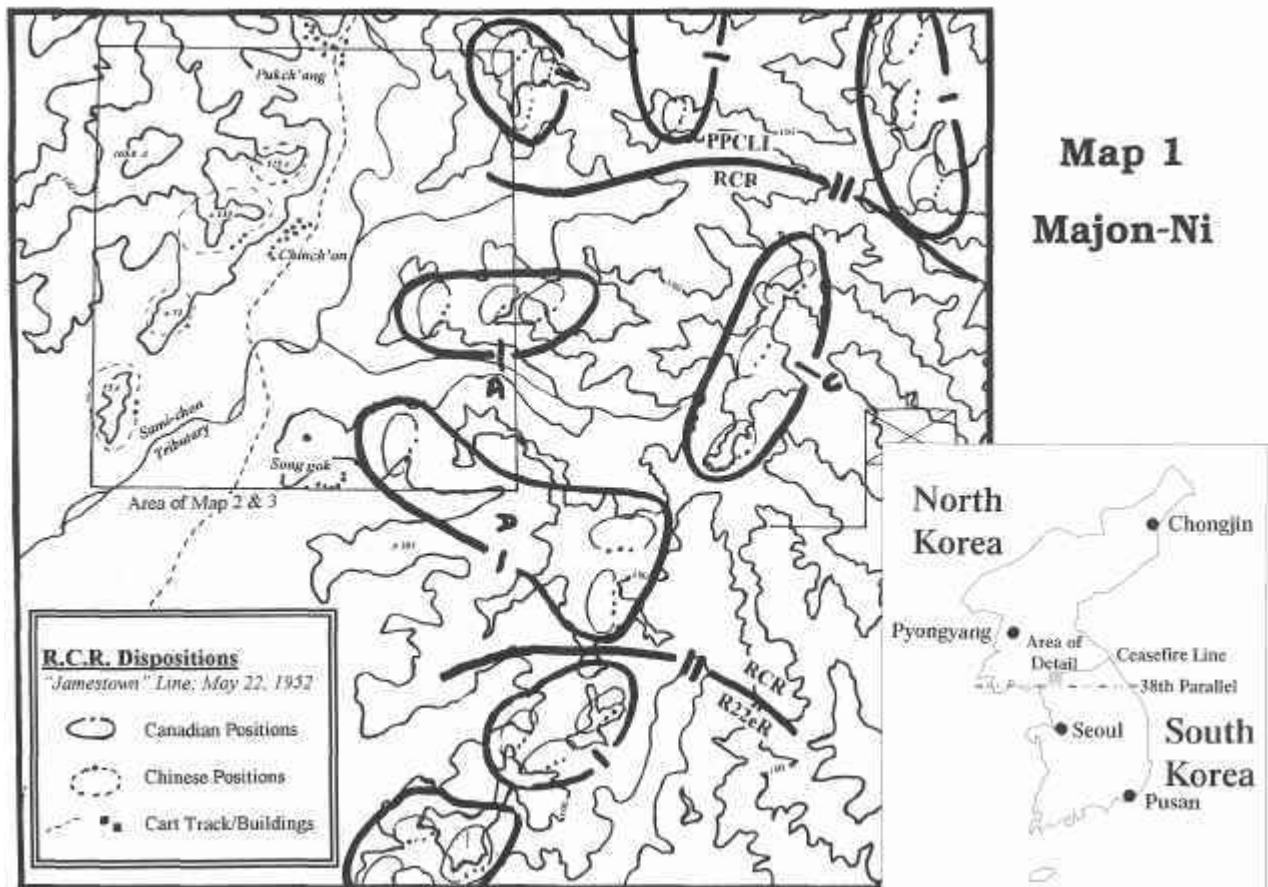 Map 1
Majon-Ni
Pukch'ang
Chinch'on
PPCLI
RCR
A
C
Sami-chon
Tributary
Song gok
Area of Map 2 & 3
A
RCR
R22eR
R.C.R. Dispositions
"Jamestown" Line; May 22, 1952
Canadian Positions
Chinese Positions
Cart Track/Buildings
North
Korea
Chongjin
Pyongyang
Area of
Detail
Ceasefire Line
38th Parallel
Seoul
South
Korea
Pusan